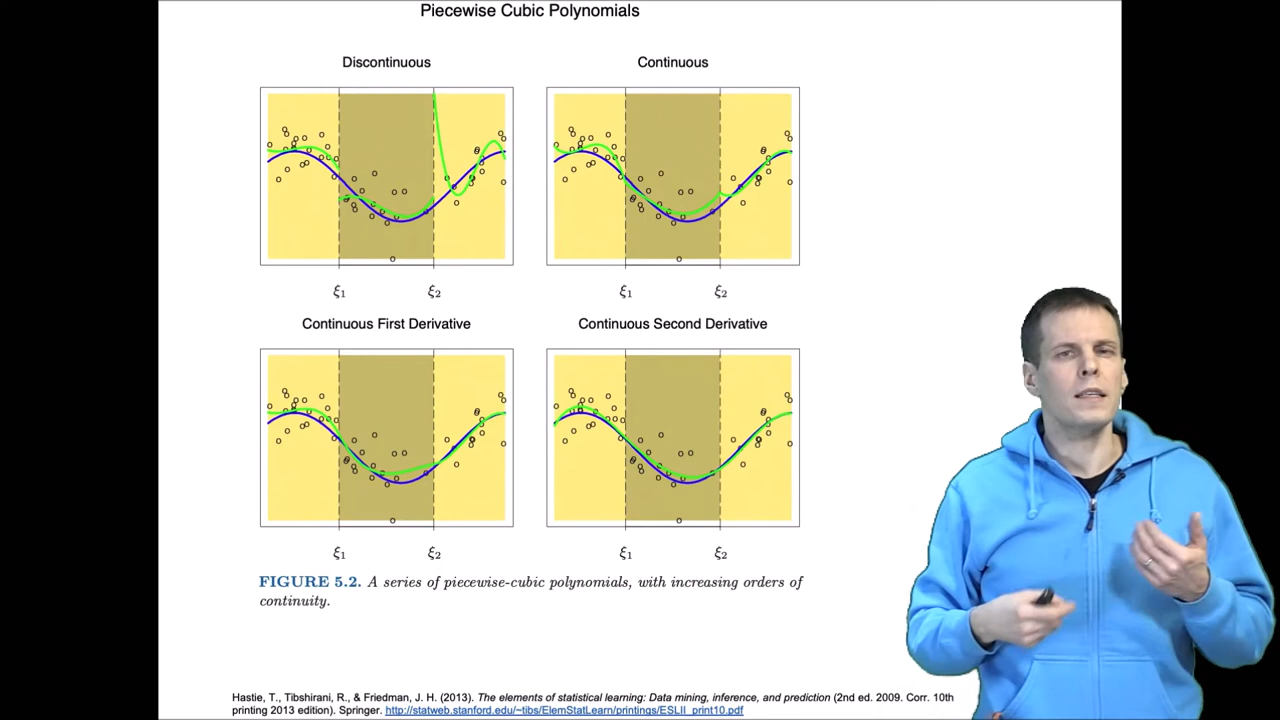 Piecewise Cubic Polynomials
Discontinuous
Continuous
ξ1
ξ2
ξ1
ξ2
Continuous First Derivative
Continuous Second Derivative
ξ1
ξ2
ξ1
ξ2
FIGURE 5.2. A series of piecewise-cubic polynomials, with increasing orders of
continuity.
Hastie, T., Tibshirani, R., & Friedman, J. H. (2013). The elements of statistical learning: Data mining, inference, and prediction (2nd ed. 2009. Corr. 10th
printing 2013 edition). Springer. http://statweb.stanford.edu/~tibs/ElemStatLearn/printings/ESLII_print10.pdf